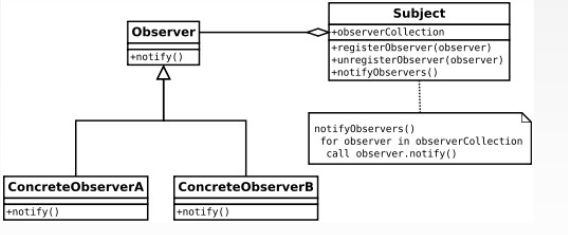 Observer
+notify()
Subject
+observerCollection
+registerObserver(observer)
+unregisterObserver(observer)
+notifyObservers()
notifyObservers()
for observer in observerCollection
call observer.notify()
ConcreteObserverA
+notify()
ConcreteObserverB
+notify()